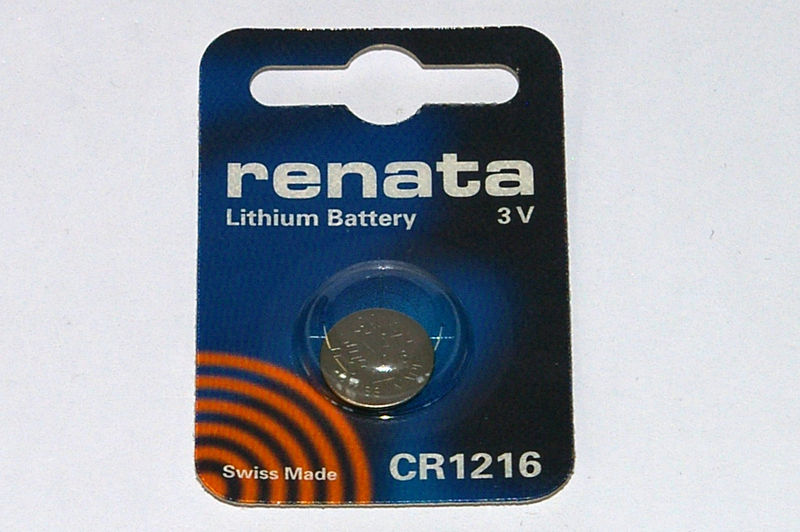 renata
Lithium Battery 3 V
Swiss Made CR1216